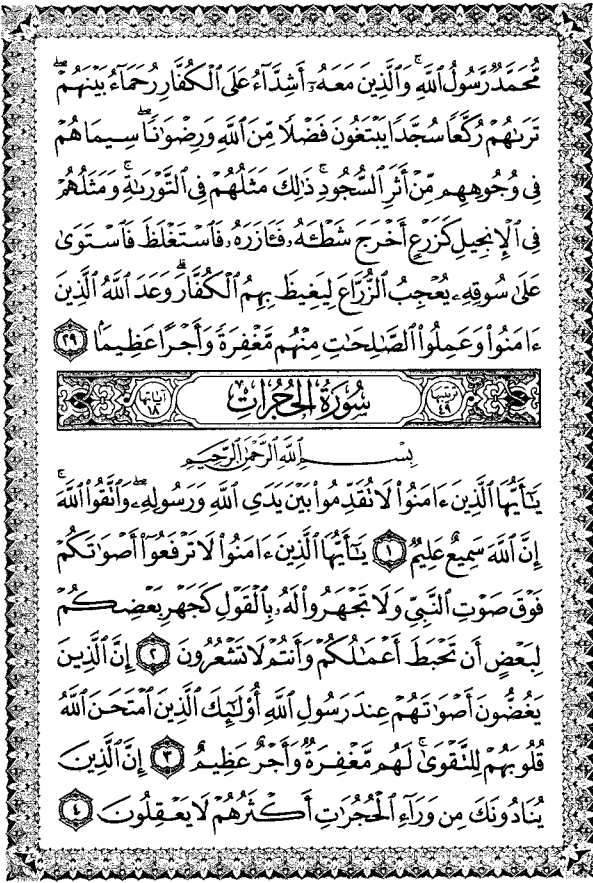 مُّحَمَّدٌ رَّسُولُ ٱللَّهِ ۚ وَٱلَّذِينَ مَعَهُۥٓ أَشِدَّآءُ عَلَى ٱلْكُفَّارِ رُحَمَآءُ بَيْنَهُمْ ۖ
تَرَىٰهُمْ رُكَّعًا سُجَّدًا يَبْتَغُونَ فَضْلًا مِّنَ ٱللَّهِ وَرِضْوَٰنًا ۖ سِيمَاهُمْ
فِى وُجُوهِهِم مِّنْ أَثَرِ ٱلسُّجُودِ ۚ ذَٰلِكَ مَثَلُهُمْ فِى ٱلتَّوْرَىٰةِ ۚ وَمَثَلُهُمْ
فِى ٱلْإِنجِيلِ كَزَرْعٍ أَخْرَجَ شَطْـَٔهُۥ فَـَٔازَرَهُۥ فَٱسْتَغْلَظَ فَٱسْتَوَىٰ
عَلَىٰ سُوقِهِۦ يُعْجِبُ ٱلزُّرَّاعَ لِيَغِيظَ بِهِمُ ٱلْكُفَّارَ ۗ وَعَدَ ٱللَّهُ ٱلَّذِينَ
ءَامَنُوا۟ وَعَمِلُوا۟ ٱلصَّٰلِحَٰتِ مِنْهُم مَّغْفِرَةً وَأَجْرًا عَظِيمًۢا ٢٩
ترتيبها ٤٩ سُورَةُ الحُجُرَاتِ آياتها ١٨
بِسْمِ ٱللَّهِ ٱلرَّحْمَٰنِ ٱلرَّحِيمِ
يَٰٓأَيُّهَا ٱلَّذِينَ ءَامَنُوا۟ لَا تُقَدِّمُوا۟ بَيْنَ يَدَىِ ٱللَّهِ وَرَسُولِهِۦ ۖ وَٱتَّقُوا۟ ٱللَّهَ ۚ
إِنَّ ٱللَّهَ سَمِيعٌ عَلِيمٌ ١ يَٰٓأَيُّهَا ٱلَّذِينَ ءَامَنُوا۟ لَا تَرْفَعُوٓا۟ أَصْوَٰتَكُمْ
فَوْقَ صَوْتِ ٱلنَّبِىِّ وَلَا تَجْهَرُوا۟ لَهُۥ بِٱلْقَوْلِ كَجَهْرِ بَعْضِكُمْ
لِبَعْضٍ أَن تَحْبَطَ أَعْمَٰلُكُمْ وَأَنتُمْ لَا تَشْعُرُونَ ٢ إِنَّ ٱلَّذِينَ
يَغُضُّونَ أَصْوَٰتَهُمْ عِندَ رَسُولِ ٱللَّهِ أُو۟لَٰٓئِكَ ٱلَّذِينَ ٱمْتَحَنَ ٱللَّهُ
قُلُوبَهُمْ لِلتَّقْوَىٰ ۚ لَهُم مَّغْفِرَةٌ وَأَجْرٌ عَظِيمٌ ٣ إِنَّ ٱلَّذِينَ
يُنَادُونَكَ مِن وَرَآءِ ٱلْحُجُرَٰتِ أَكْثَرُهُمْ لَا يَعْقِلُونَ ٤